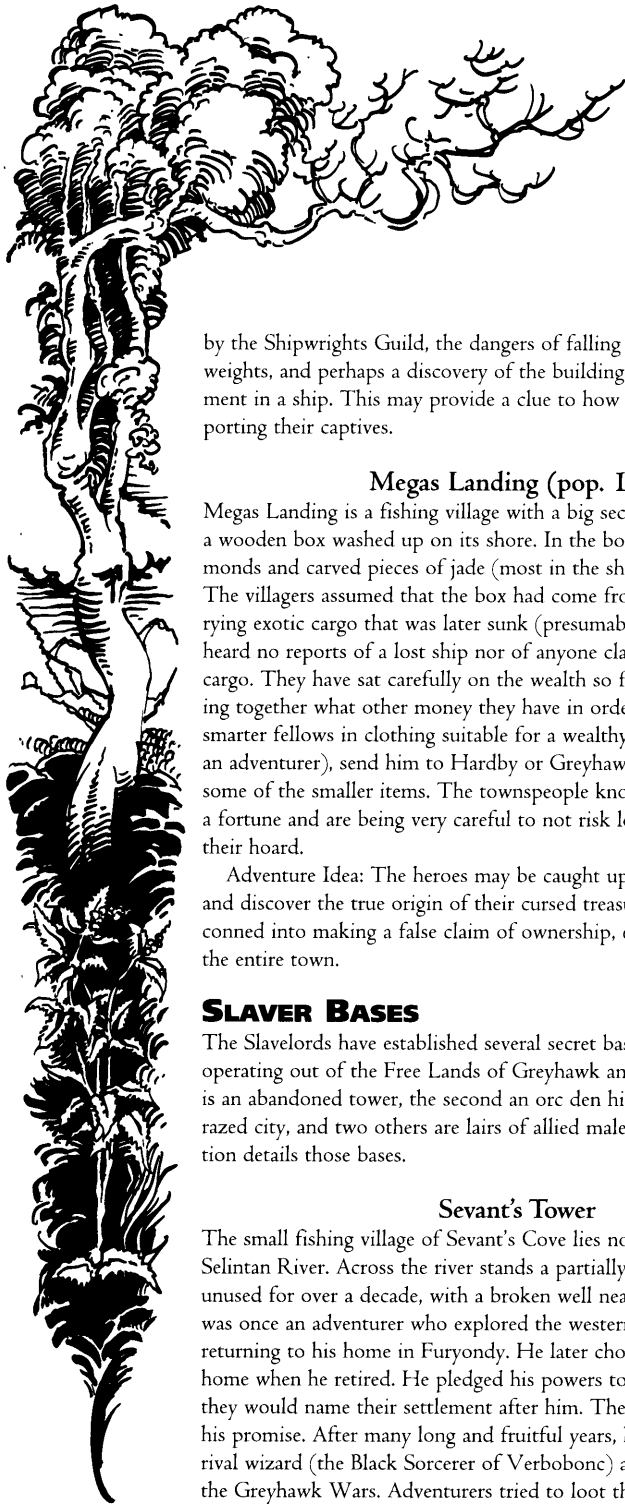 by the Shipwrights Guild, the dangers of falling
weights, and perhaps a discovery of the building
ment in a ship. This may provide a clue to how
porting their captives.
Megas Landing (pop.
Megas Landing is a fishing village with a big sec
a wooden box washed up on its shore. In the bo
monds and carved pieces of jade (most in the sh
The villagers assumed that the box had come fro
rying exotic cargo that was later sunk (presumab
heard no reports of a lost ship nor of anyone cla
cargo. They have sat carefully on the wealth so f
ing together what other money they have in orde
smarter fellows in clothing suitable for a wealthy
an adventurer), send him to Hardby or Greyhaw
some of the smaller items. The townspeople kno
a fortune and are being very careful to not risk l
their hoard.
Adventure Idea: The heroes may be caught up
and discover the true origin of their cursed treasu
conned into making a false claim of ownership,
the entire town.
SLAVER BASES
The Slavelords have established several secret bas
operating out of the Free Lands of Greyhawk an
is an abandoned tower, the second an orc den hi
razed city, and two others are lairs of allied male
tion details those bases.
Sevant's Tower
The small fishing village of Sevant's Cove lies no
Selintan River. Across the river stands a partially
unused for over a decade, with a broken well nea
was once an adventurer who explored the wester
returning to his home in Furyondy. He later cho
home when he retired. He pledged his powers to
they would name their settlement after him. The
his promise. After many long and fruitful years,
rival wizard (the Black Sorcerer of Verbobonc) a
the Greyhawk Wars. Adventurers tried to loot th